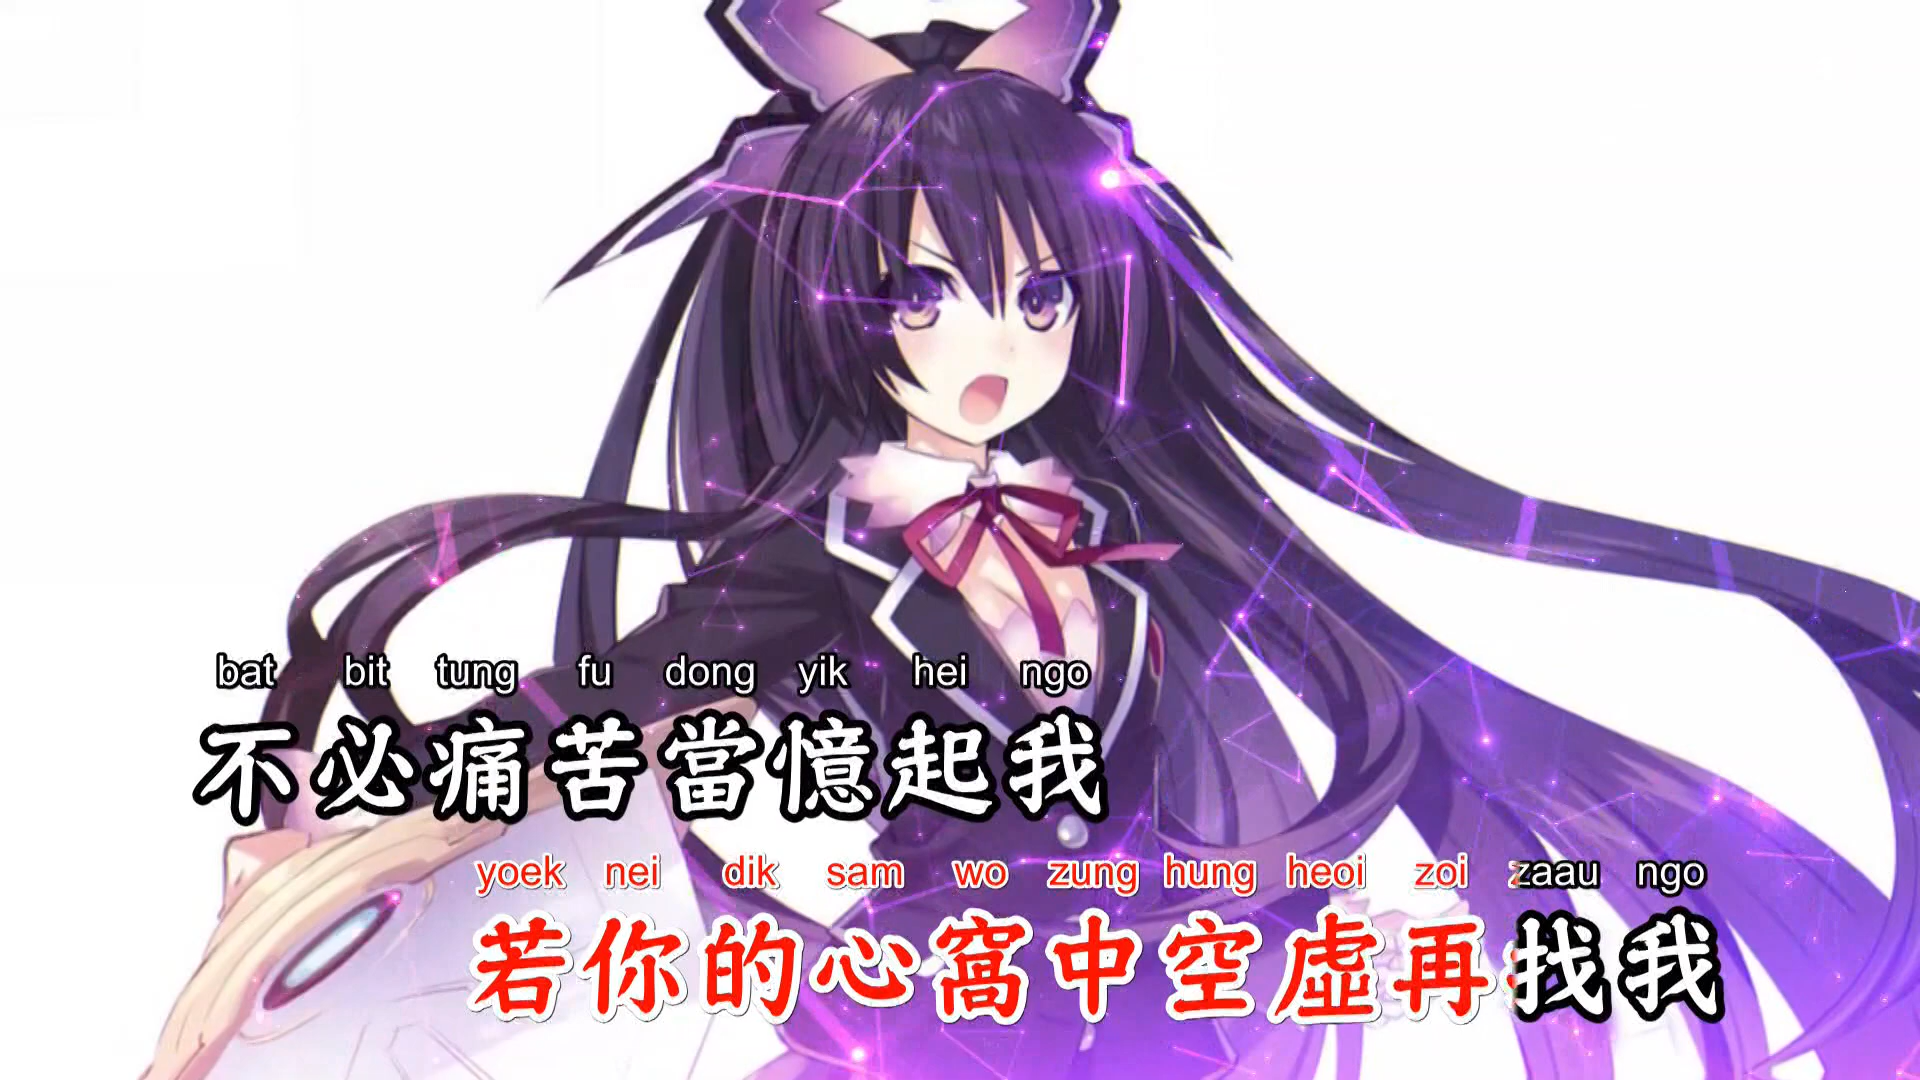 bat bit tung fu dong yik hei ngo
不必痛苦當憶起我
yoek nei dik sam wo zung hung heoi zoi zaau ngo
若你的心窩中空虛再找我